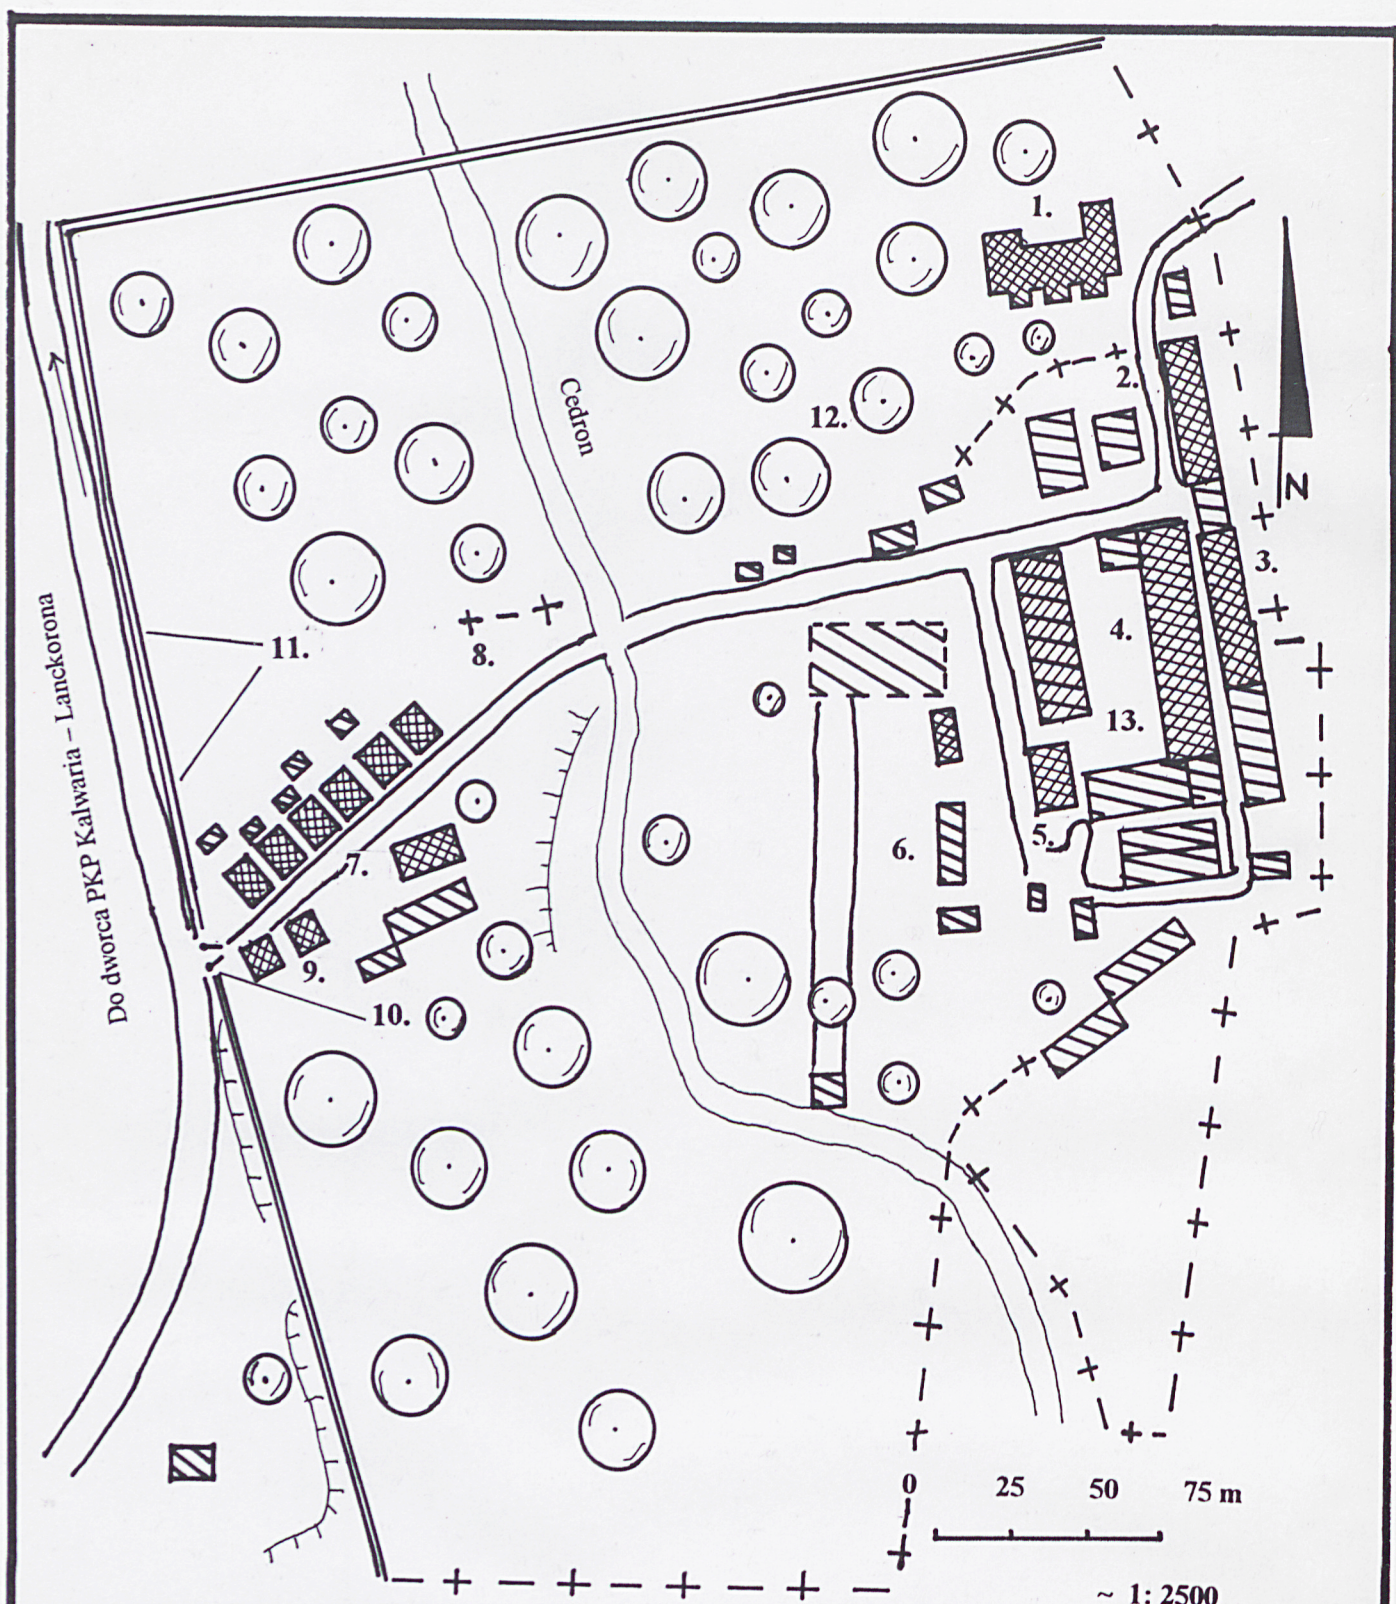 1.
2.
Cedron
12.
N
3.
4.
11.
8.
13.
Do dworca PKP Kalwaria – Lanckorona
5.
6.
7.
9.
10.
0 25 50 75 m
~ 1: 2500